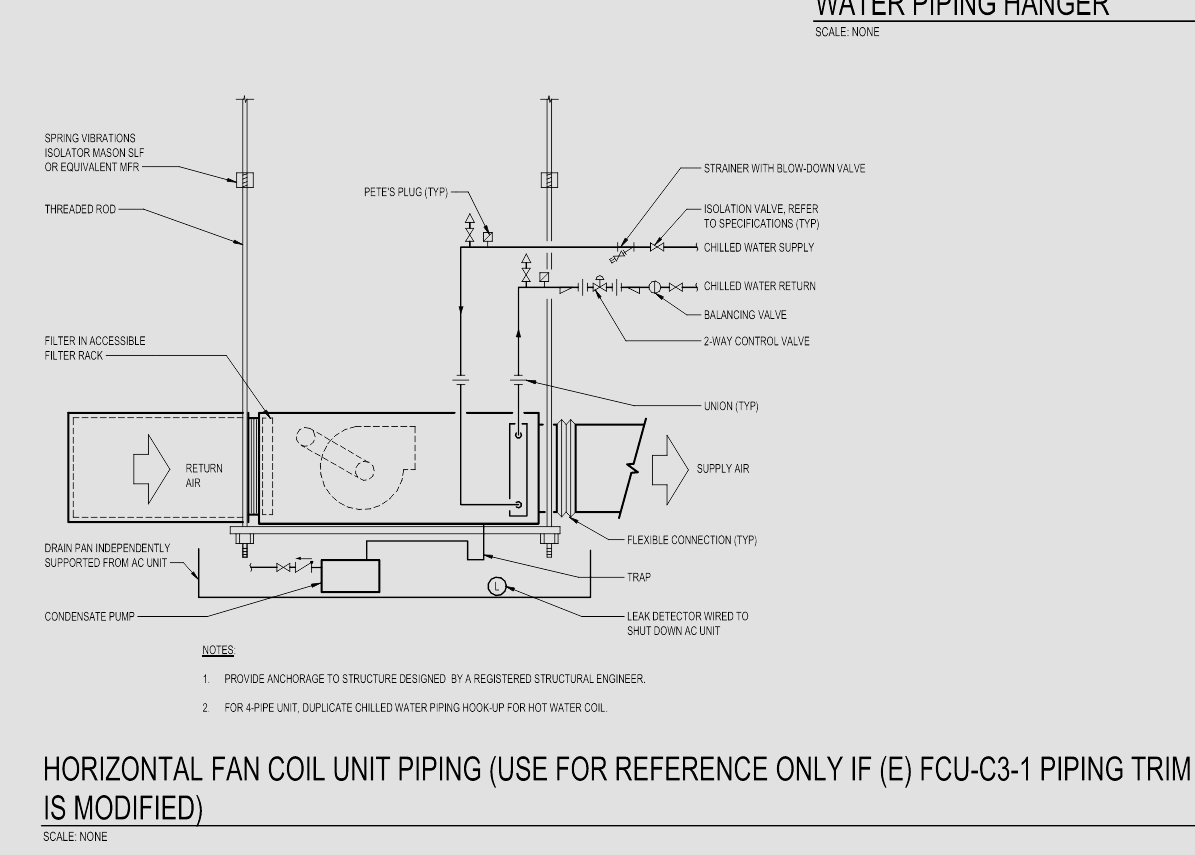 WATER PIPING HANGER
SCALE: NONE
SPRING VIBRATIONS
ISOLATOR MASON SLF
OR EQUIVALENT MFR
THREADED ROD
PETE'S PLUG (TYP)
STRAINER WITH BLOW-DOWN VALVE
ISOLATION VALVE, REFER
TO SPECIFICATIONS (TYP)
CHILLED WATER SUPPLY
CHILLED WATER RETURN
BALANCING VALVE
2-WAY CONTROL VALVE
FILTER IN ACCESSIBLE
FILTER RACK
UNION (TYP)
RETURN
AIR
SUPPLY AIR
FLEXIBLE CONNECTION (TYP)
DRAIN PAN INDEPENDENTLY
SUPPORTED FROM AC UNIT
TRAP
L
CONDENSATE PUMP
LEAK DETECTOR WIRED TO
SHUT DOWN AC UNIT
NOTES:
1. PROVIDE ANCHORAGE TO STRUCTURE DESIGNED BY A REGISTERED STRUCTURAL ENGINEER.
2. FOR 4-PIPE UNIT, DUPLICATE CHILLED WATER PIPING HOOK-UP FOR HOT WATER COIL.
HORIZONTAL FAN COIL UNIT PIPING (USE FOR REFERENCE ONLY IF (E) FCU-C3-1 PIPING TRIM
IS MODIFIED)
SCALE: NONE